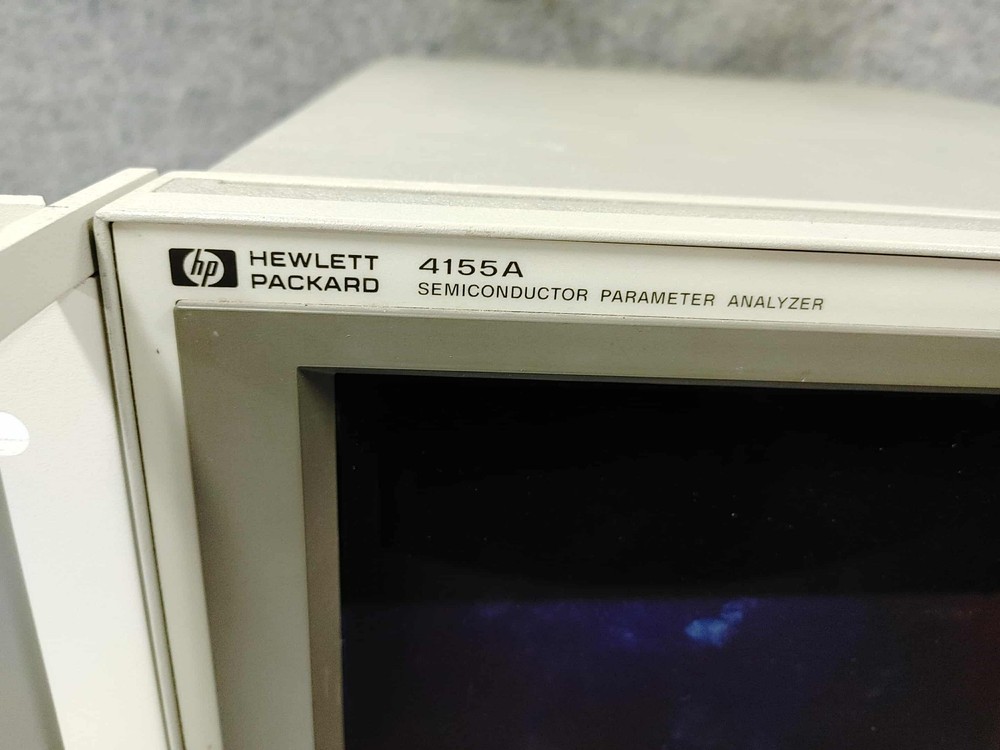 hp HEWLETT PACKARD
4155A
SEMICONDUCTOR PARAMETER ANALYZER